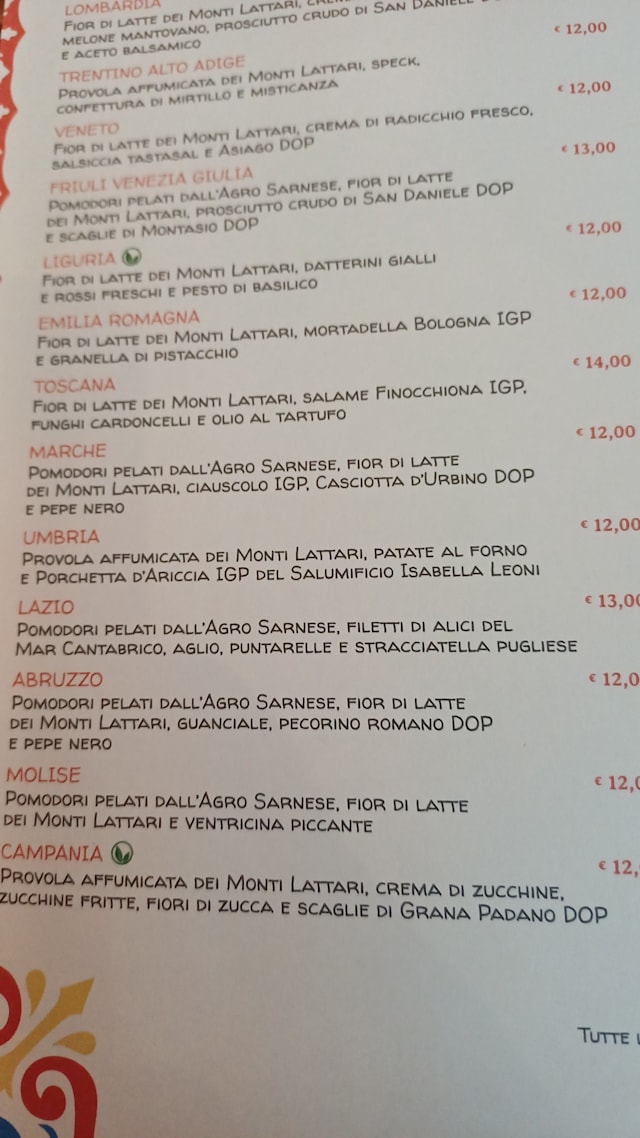 LOMBARDIA
FIOR DI LATTE DEI MONTI LATTARI,
MELONE MANTOVANO, PROSCIUTTO CRUDO DI SAN DANIELE
E ACETO BALSAMICO
TRENTINO ALTO ADIGE € 12,00
PROVOLA AFFUMICATA DEI MONTI LATTARI, SPECK,
CONFETTURA DI MIRTILLO E MISTICANZA
VENETO € 12,00
FIOR DI LATTE DEI MONTI LATTARI, CREMA DI RADICCHIO FRESCO,
SALSICCIA TASTASAL E ASIAGO DOP
FRIULI VENEZIA GIULIA € 13,00
POMODORI PELATI DALL'AGRO SARNESE, FIOR DI LATTE
DEI MONTI LATTARI, PROSCIUTTO CRUDO DI SAN DANIELE DOP
E SCAGLIE DI MONTASIO DOP
LIGURIA € 12,00
FIOR DI LATTE DEI MONTI LATTARI, DATTERINI GIALLI
E ROSSI FRESCHI E PESTO DI BASILICO
EMILIA ROMAGNA € 12,00
FIOR DI LATTE DEI MONTI LATTARI, MORTADELLA BOLOGNA IGP
E GRANELLA DI PISTACCHIO
TOSCANA € 14,00
FIOR DI LATTE DEI MONTI LATTARI, SALAME FINOCCHIONA IGP,
FUNGHI CARDONCELLI E OLIO AL TARTUFO
MARCHE € 12,00
POMODORI PELATI DALL'AGRO SARNESE, FIOR DI LATTE
DEI MONTI LATTARI, CIAUSCOLO IGP, CASCIOTTA D'URBINO DOP
E PEPE NERO
UMBRIA € 12,00
PROVOLA AFFUMICATA DEI MONTI LATTARI, PATATE AL FORNO
E PORCHETTA D'ARICCIA IGP DEL SALUMIFICIO ISABELLA LEONI
LAZIO € 13,00
POMODORI PELATI DALL'AGRO SARNESE, FILETTI DI ALICI DEL
MAR CANTABRICO, AGLIO, PUNTARELLE E STRACCIATELLA PUGLIESE
ABRUZZO € 12,0
POMODORI PELATI DALL'AGRO SARNESE, FIOR DI LATTE
DEI MONTI LATTARI, GUANCIALE, PECORINO ROMANO DOP
E PEPE NERO
MOLISE € 12,0
POMODORI PELATI DALL'AGRO SARNESE, FIOR DI LATTE
DEI MONTI LATTARI E VENTRICINA PICCANTE
CAMPANIA € 12,
PROVOLA AFFUMICATA DEI MONTI LATTARI, CREMA DI ZUCCHINE,
ZUCCHINE FRITTE, FIORI DI ZUCCA E SCAGLIE DI GRANA PADANO DOP
TUTTE